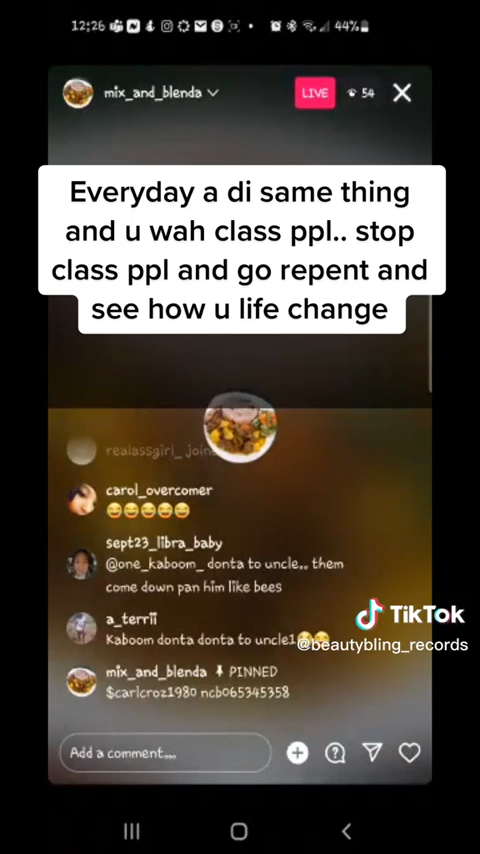 12:26
44%
mix_and_blenda
LIVE
54
Everyday a di same thing
and u wah class ppl.. stop
class ppl and go repent and
see how u life change
realassgirl_ join
carol_overcomer
😂😂😂😂😂
sept23_libra_baby
@one_kaboom_ donta to uncle,, them
come down pan him like bees
a_terrii
Kaboom donta donta to uncle1😂😂
TikTok
@beautybling_records
mix_and_blenda PINNED
$carlcroz1980 ncb065345358
Add a comment...